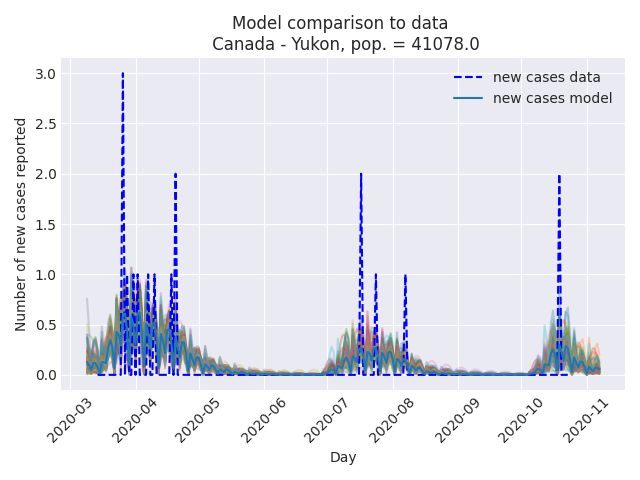 Model comparison to data
Canada - Yukon, pop. = 41078.0
new cases data
new cases model
Number of new cases reported
3.0
2.5
2.0
1.5
1.0
0.5
0.0
2020-03
2020-04
2020-05
2020-06
2020-07
2020-08
2020-09
2020-10
2020-11
Day